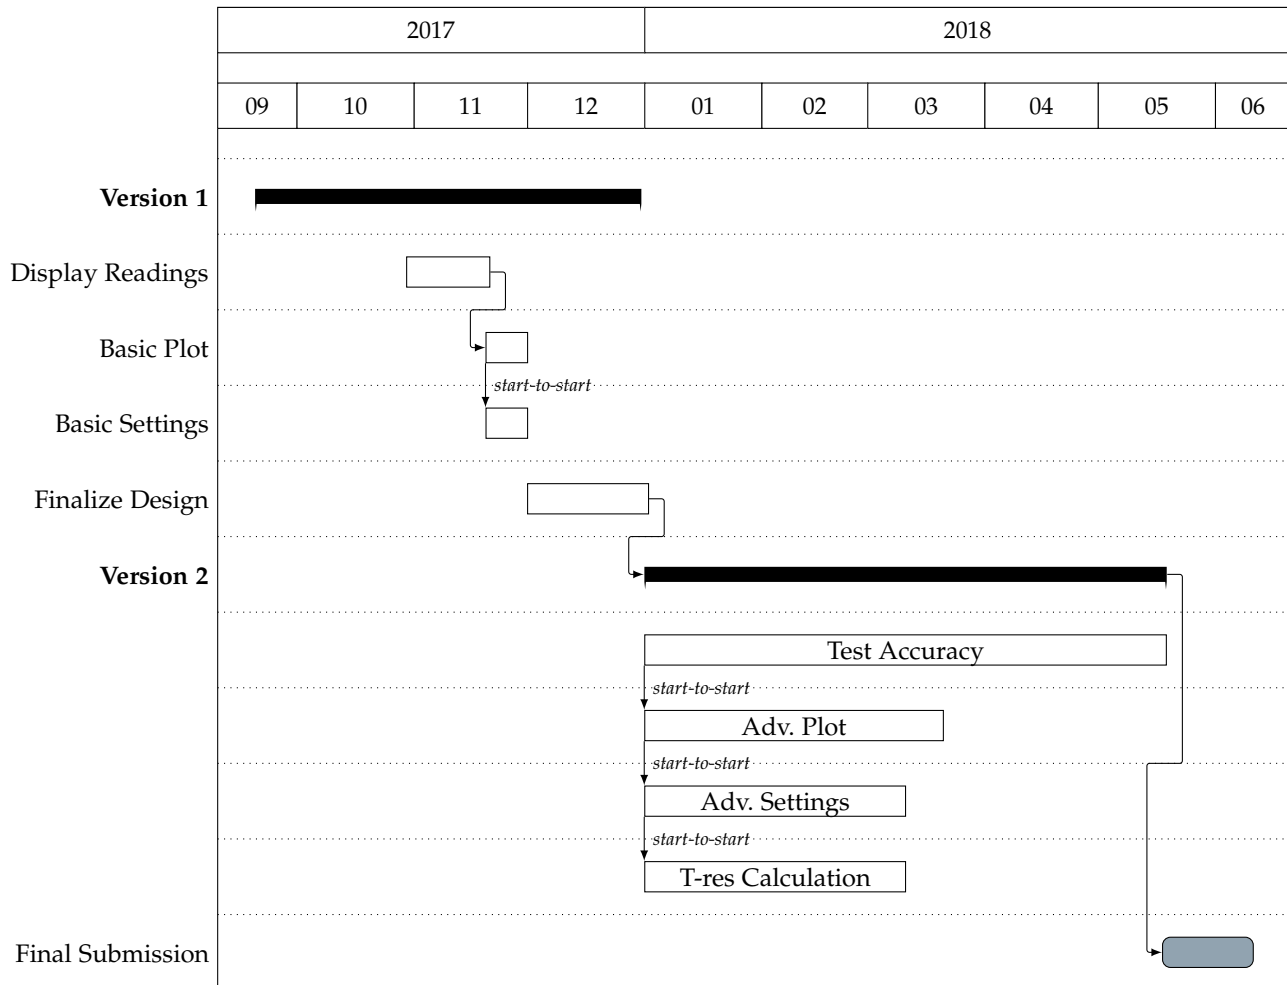 2017 2018
09 10 11 12 01 02 03 04 05 06
Version 1
Display Readings
Basic Plot
start-to-start
Basic Settings
Finalize Design
Version 2
Test Accuracy
start-to-start
Adv. Plot
start-to-start
Adv. Settings
start-to-start
T-res Calculation
Final Submission